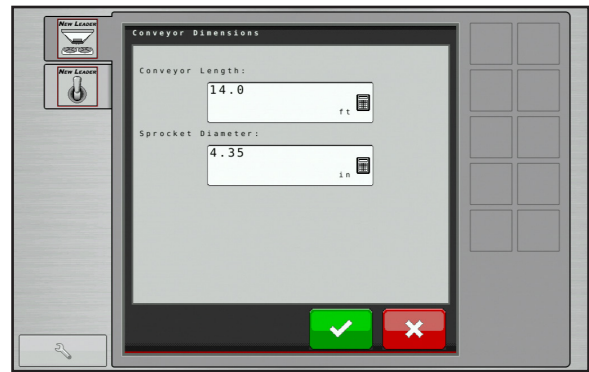 NEW LEADER
NEW LEADER
Conveyor Dimensions
Conveyor Length:
14.0
ft
Sprocket Diameter:
4.35
in